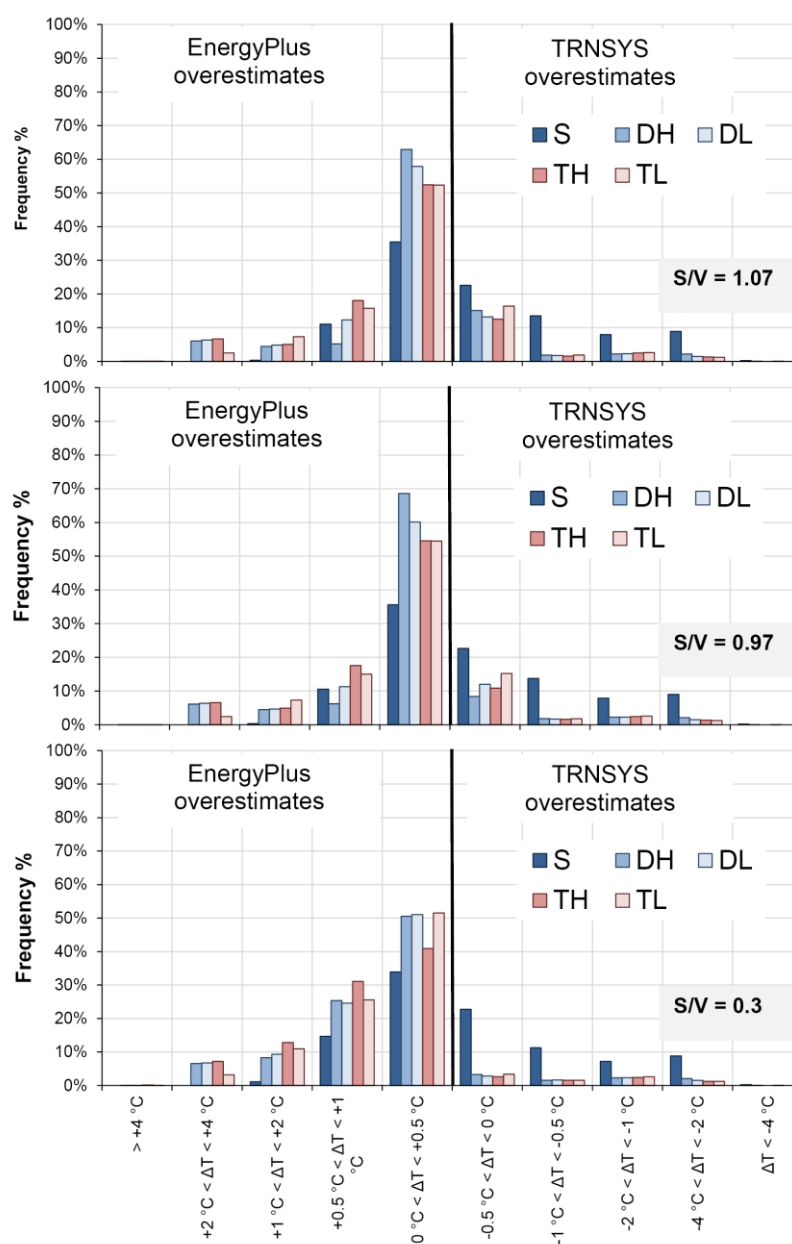 100%
90%
80%
70%
60%
50%
40%
30%
20%
10%
0%
Frequency %
EnergyPlus
overestimates
TRNSYS
overestimates
S DH DL
TH TL
S/V = 1.07
100%
90%
80%
70%
60%
50%
40%
30%
20%
10%
0%
Frequency %
EnergyPlus
overestimates
TRNSYS
overestimates
S DH DL
TH TL
S/V = 0.97
100%
90%
80%
70%
60%
50%
40%
30%
20%
10%
0%
Frequency %
EnergyPlus
overestimates
TRNSYS
overestimates
S DH DL
TH TL
S/V = 0.3
> +4 °C
+2 °C < ΔT < +4 °C
+1 °C < ΔT < +2 °C
+0.5 °C < ΔT < +1
°C
0 °C < ΔT < +0.5 °C
-0.5 °C < ΔT < 0 °C
-1 °C < ΔT < -0.5 °C
-2 °C < ΔT < -1 °C
-4 °C < ΔT < -2 °C
ΔT < -4 °C